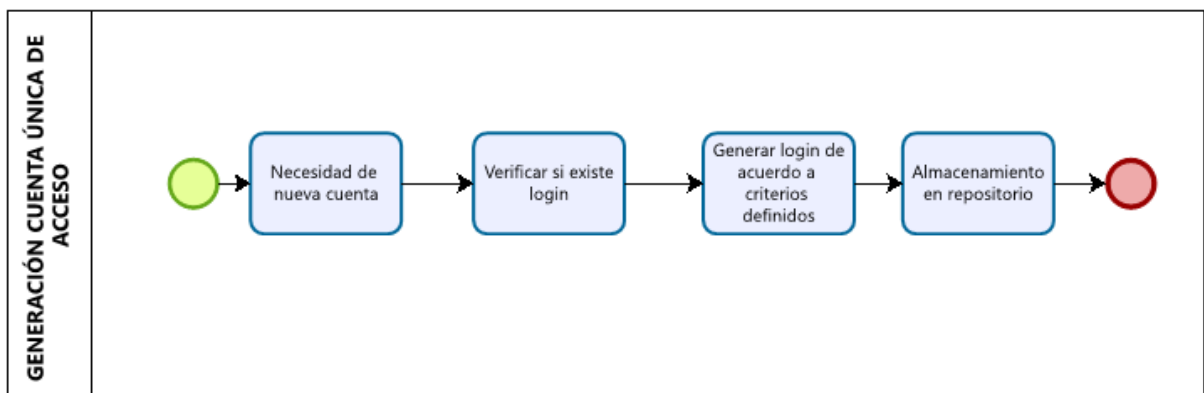 GENERACIÓN CUENTA ÚNICA DE
ACCESO
Necesidad de
nueva cuenta
Verificar si existe
login
Generar login de
acuerdo a
criterios
definidos
Almacenamiento
en repositorio